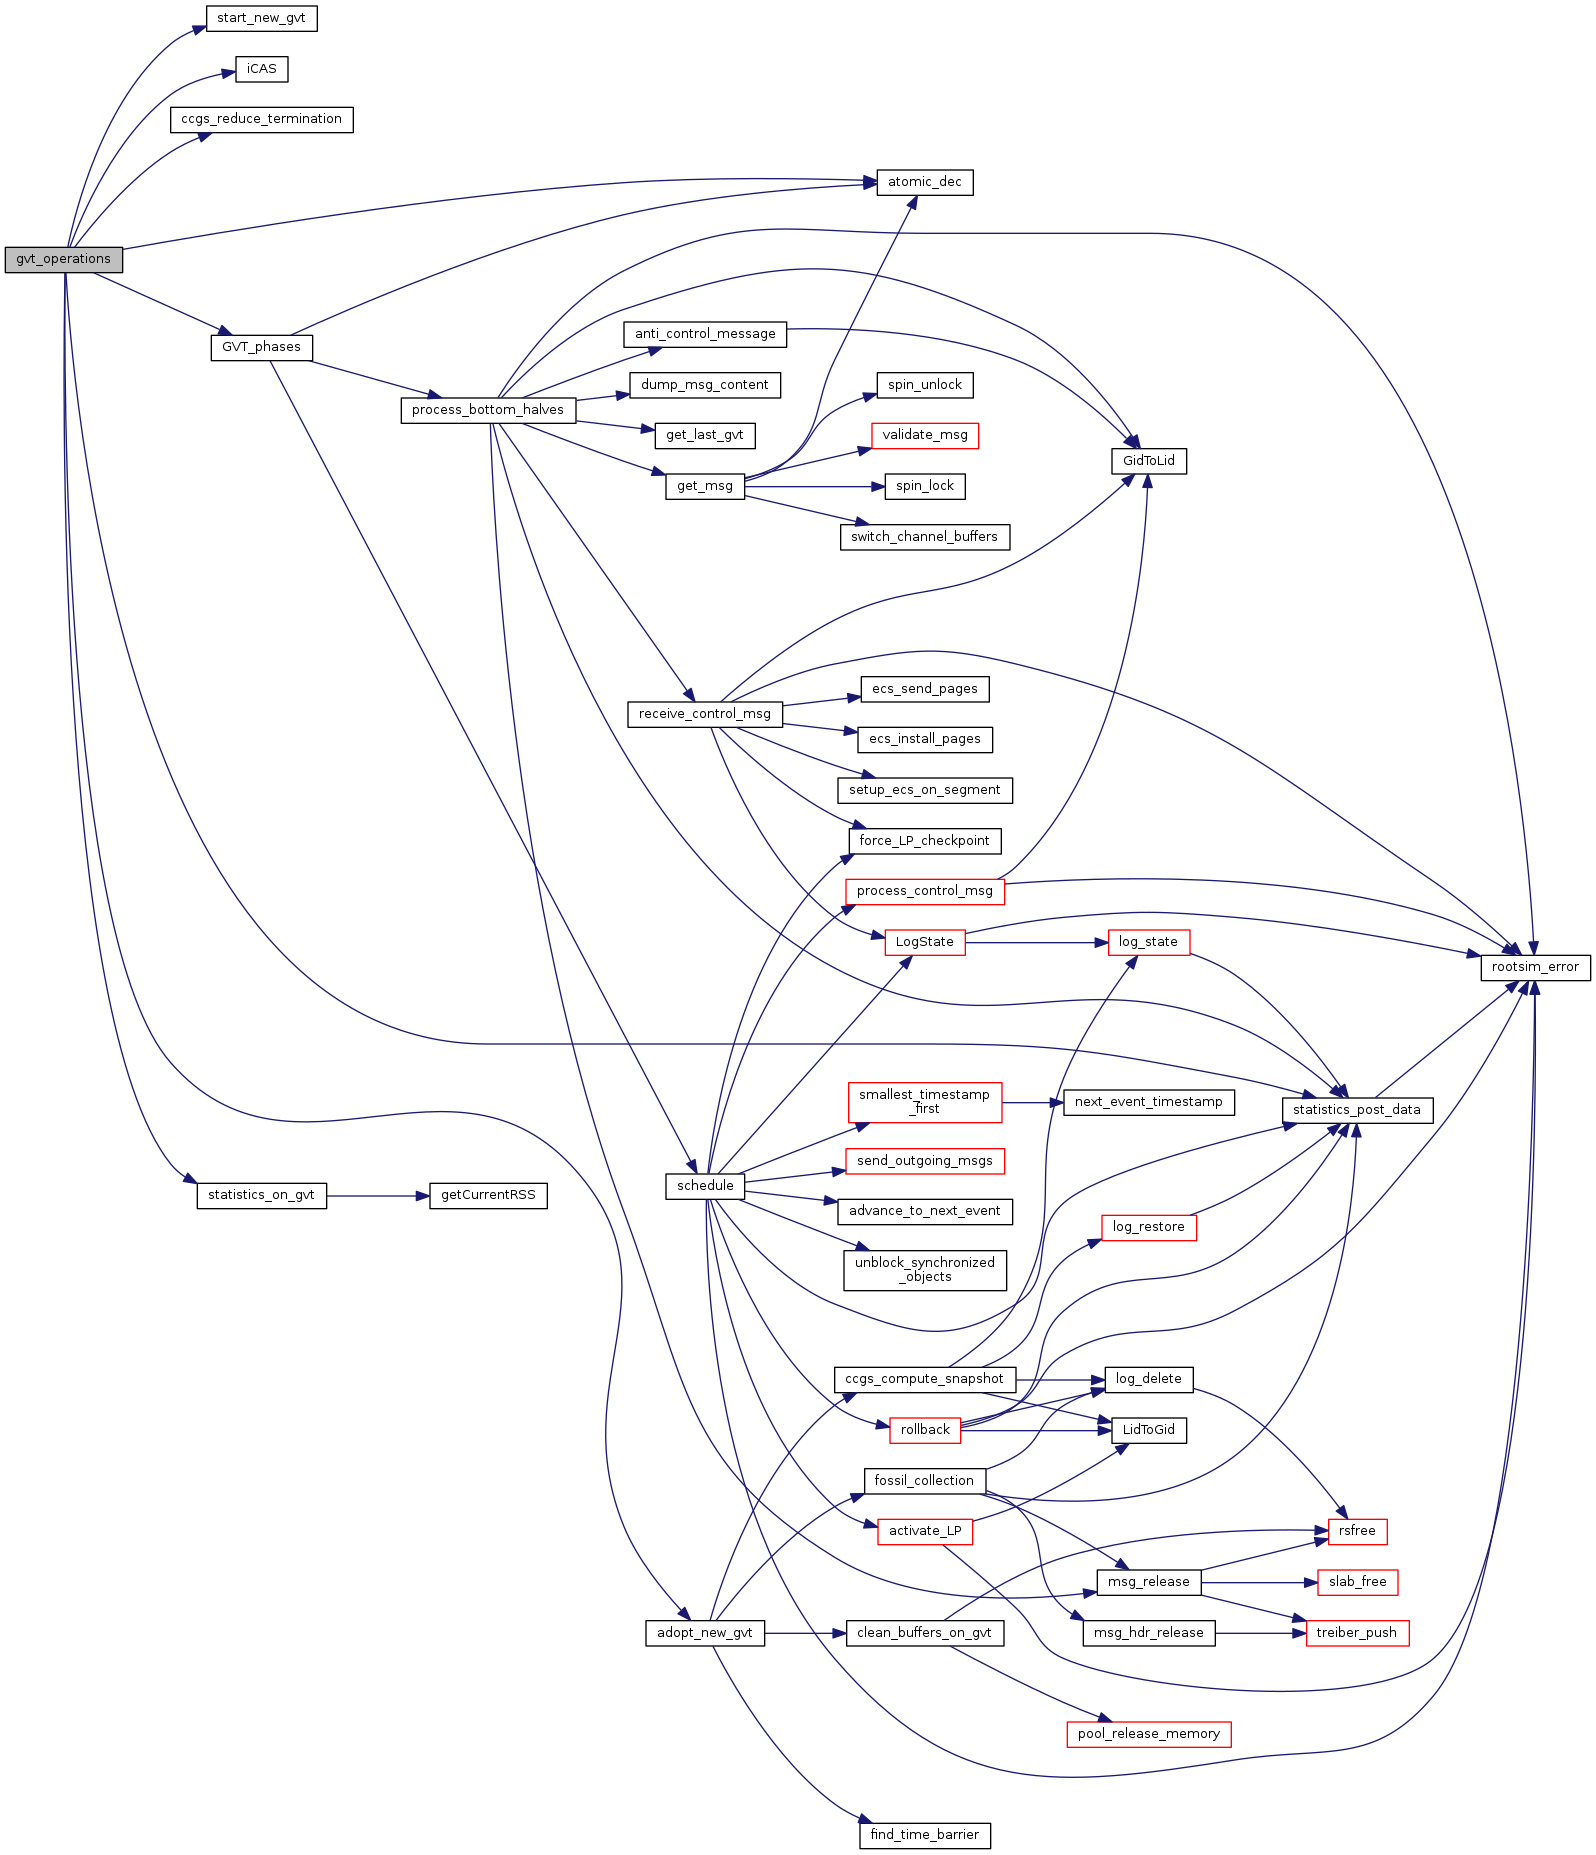 start_new_gvt
iCAS
ccgs_reduce_termination
atomic_dec
gvt_operations
anti_control_message
GVT_phases
dump_msg_content
spin_unlock
process_bottom_halves
get_last_gvt
validate_msg
GidToLid
get_msg
spin_lock
switch_channel_buffers
ecs_send_pages
receive_control_msg
ecs_install_pages
setup_ecs_on_segment
force_LP_checkpoint
process_control_msg
LogState
log_state
rootsim_error
smallest_timestamp
_first
next_event_timestamp
statistics_post_data
send_outgoing_msgs
schedule
statistics_on_gvt
getCurrentRSS
advance_to_next_event
log_restore
unblock_synchronized
_objects
ccgs_compute_snapshot
log_delete
rollback
LidToGid
fossil_collection
activate_LP
rsfree
msg_release
slab_free
adopt_new_gvt
clean_buffers_on_gvt
msg_hdr_release
treiber_push
pool_release_memory
find_time_barrier